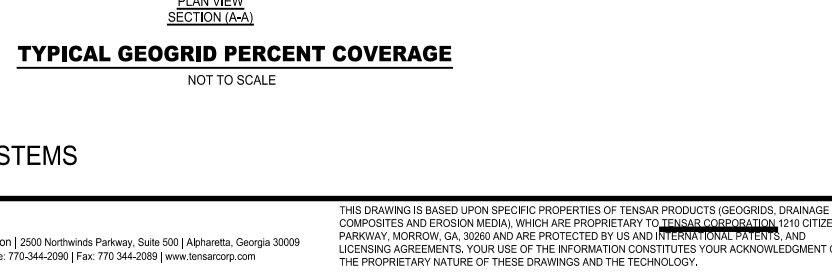 PLAN VIEW
SECTION (A-A)
TYPICAL GEOGRID PERCENT COVERAGE
NOT TO SCALE
STEMS
on | 2500 Northwinds Parkway, Suite 500 | Alpharetta, Georgia 30009
e: 770-344-2090 | Fax: 770 344-2089 | www.tensarcorp.com
THIS DRAWING IS BASED UPON SPECIFIC PROPERTIES OF TENSAR PRODUCTS (GEOGRIDS, DRAINAGE
COMPOSITES AND EROSION MEDIA), WHICH ARE PROPRIETARY TO TENSAR CORPORATION,1210 CITIZE
PARKWAY, MORROW, GA, 30260 AND ARE PROTECTED BY US AND INTERNATIONAL PATENTS, AND
LICENSING AGREEMENTS. YOUR USE OF THE INFORMATION CONSTITUTES YOUR ACKNOWLEDGMENT O
THE PROPRIETARY NATURE OF THESE DRAWINGS AND THE TECHNOLOGY.